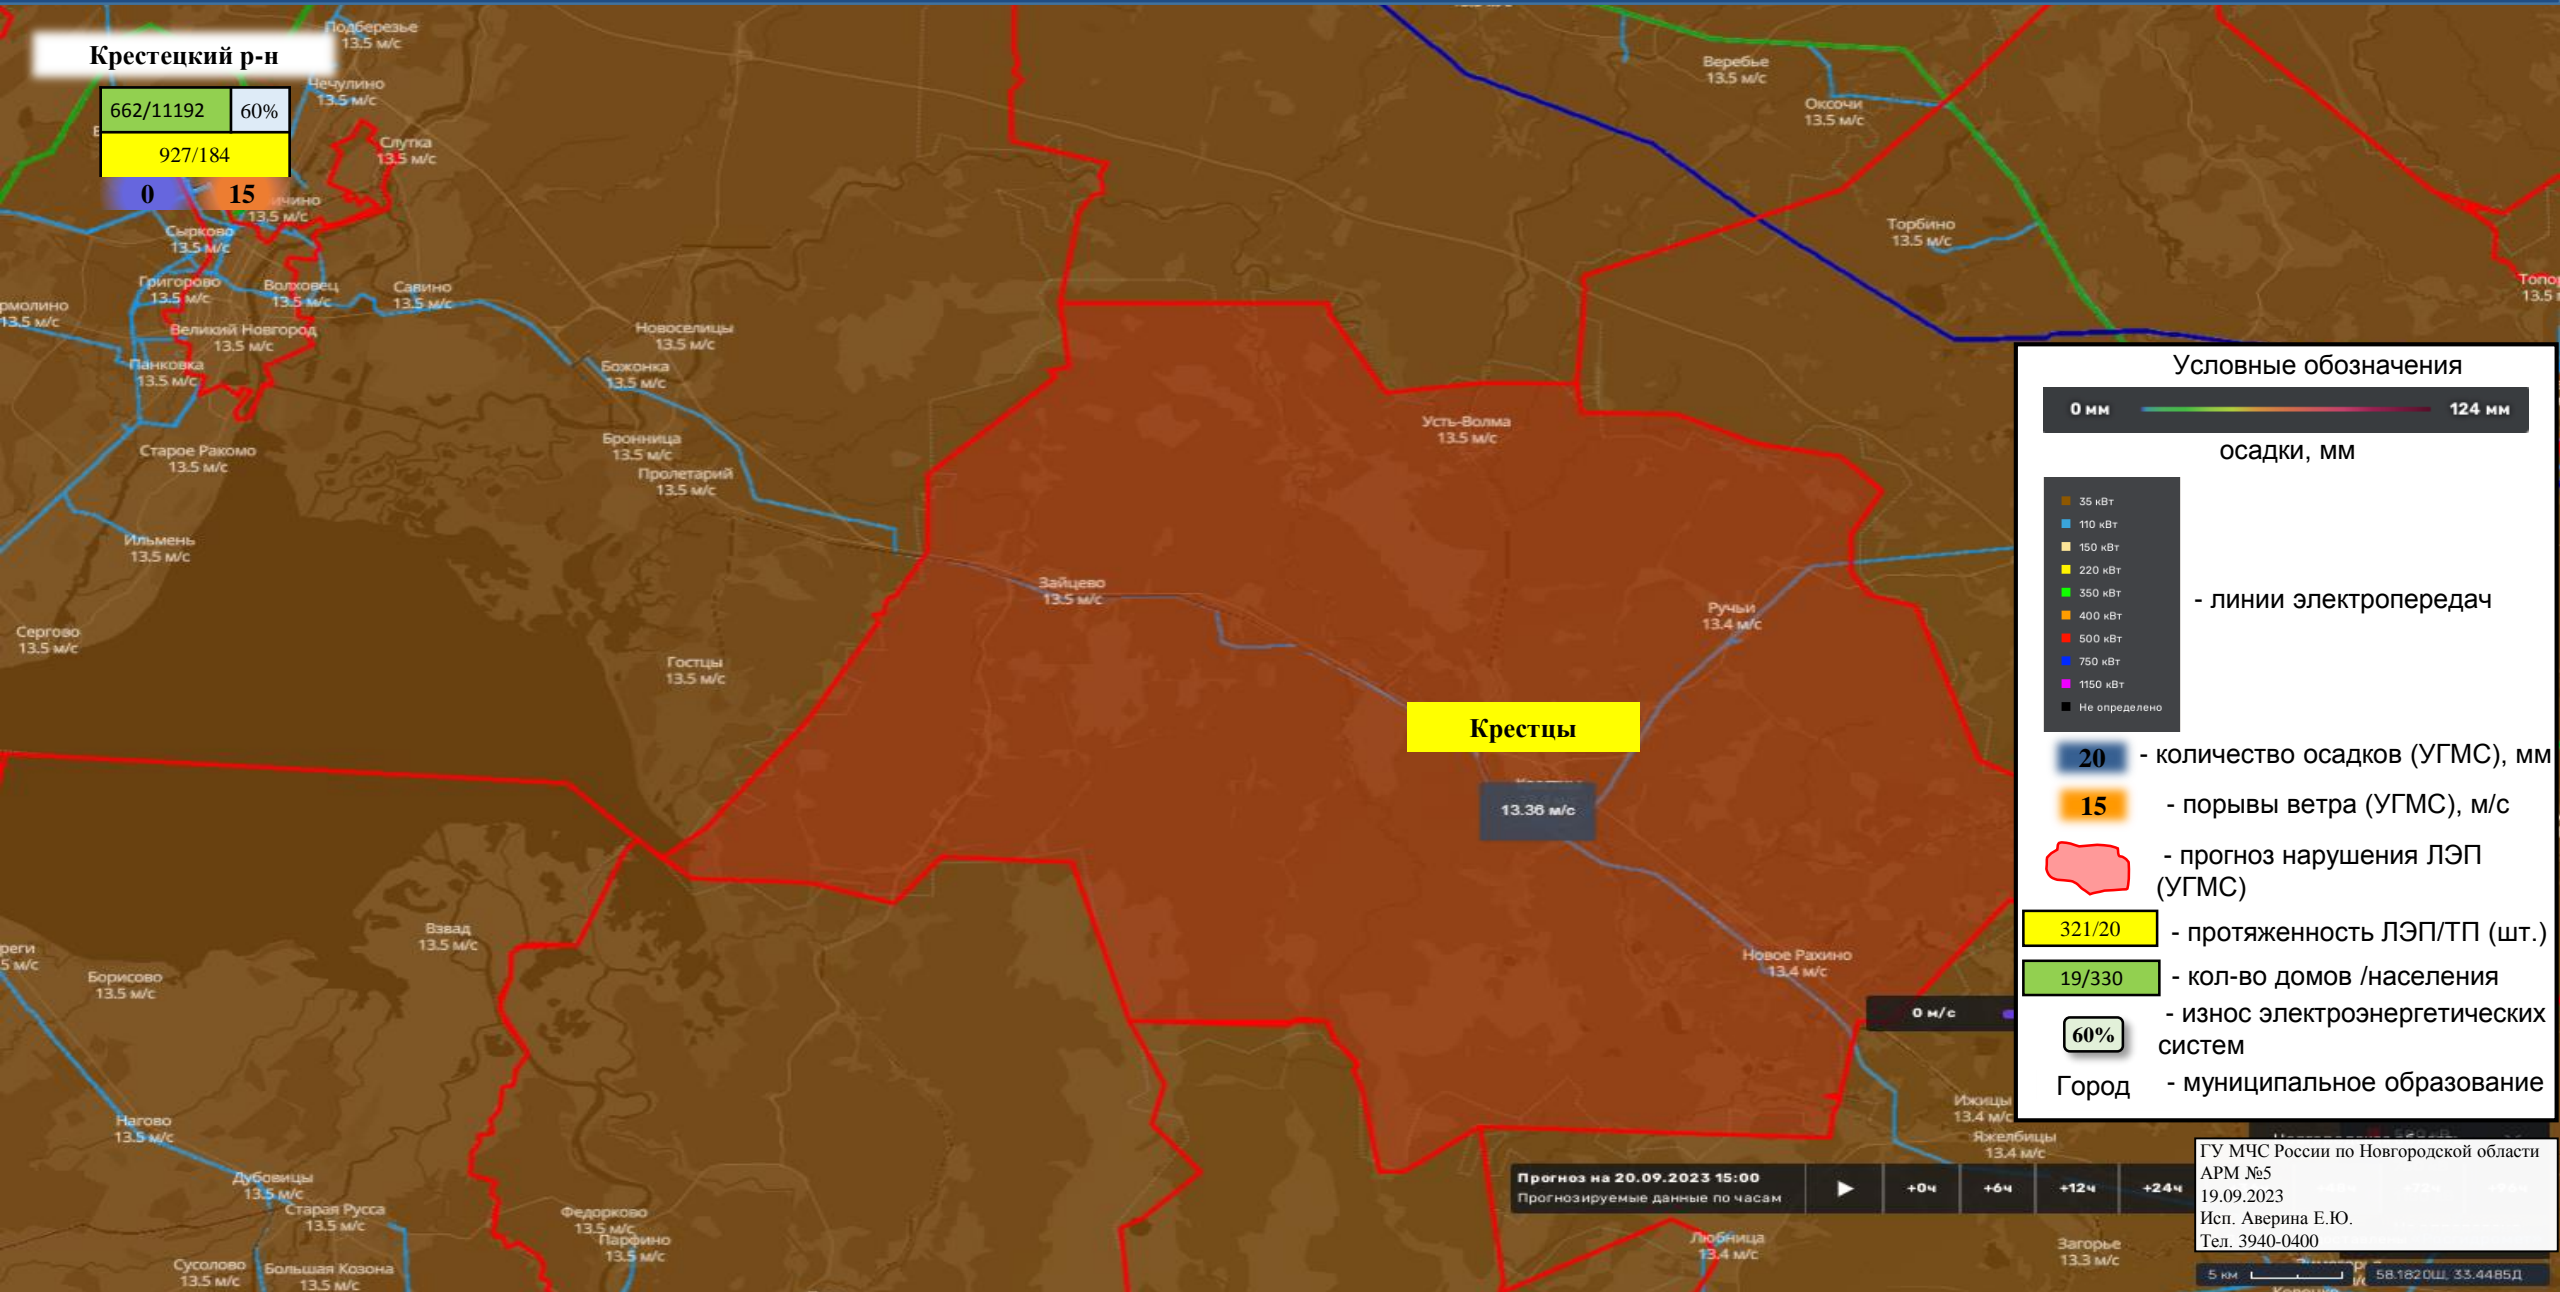 Крестецкий р-н
662/11192 60%
927/184
0 15
Подберезье
13.5 м/с
Чечулино
13.5 м/с
Слутка
13.5 м/с
13.5 м/с
Сырково
13.5 м/с
Григорово
13.5 м/с
Волховец
13.5 м/с
Савино
13.5 м/с
рмолино
13.5 м/с
Великий Новгород
13.5 м/с
Панковка
13.5 м/с
Новоселицы
13.5 м/с
Божонка
13.5 м/с
Бронница
13.5 м/с
Пролетарий
13.5 м/с
Старое Ракомо
13.5 м/с
Ильмень
13.5 м/с
Сергово
13.5 м/с
Гостцы
13.5 м/с
Зайцево
13.5 м/с
Усть-Волма
13.5 м/с
Веребье
13.5 м/с
Оксочи
13.5 м/с
Торбино
13.5 м/с
Топор
13.5
Ручьи
13.4 м/с
Крестцы
13.36 м/с
Новое Рахино
13.4 м/с
Взвад
13.5 м/с
реги
5 м/с
Борисово
13.5 м/с
Нагово
13.5 м/с
Дубовицы
13.5 м/с
Старая Русса
13.5 м/с
Сусолово
13.5 м/с
Большая Козона
13.5 м/с
Федорково
13.5 м/с
Парфино
13.5 м/с
Любница
13.4 м/с
Ижицы
13.4 м/с
Яжелбицы
13.4 м/с
Загорье
13.3 м/с
0 м/с
Условные обозначения
0 мм 124 мм
осадки, мм
35 кВт
110 кВт
150 кВт
220 кВт
350 кВт
400 кВт
500 кВт
750 кВт
1150 кВт
Не определено
- линии электропередач
20 - количество осадков (УГМС), мм
15 - порывы ветра (УГМС), м/с
- прогноз нарушения ЛЭП
(УГМС)
321/20 - протяженность ЛЭП/ТП (шт.)
19/330 - кол-во домов /населения
60% - износ электроэнергетических
систем
Город - муниципальное образование
Прогноз на 20.09.2023 15:00
Прогнозируемые данные по часам
+0ч +6ч +12ч +24ч
ГУ МЧС России по Новгородской области
АРМ №5
19.09.2023
Исп. Аверина Е.Ю.
Тел. 3940-0400
5 км 58.1820Ш, 33.4485Д